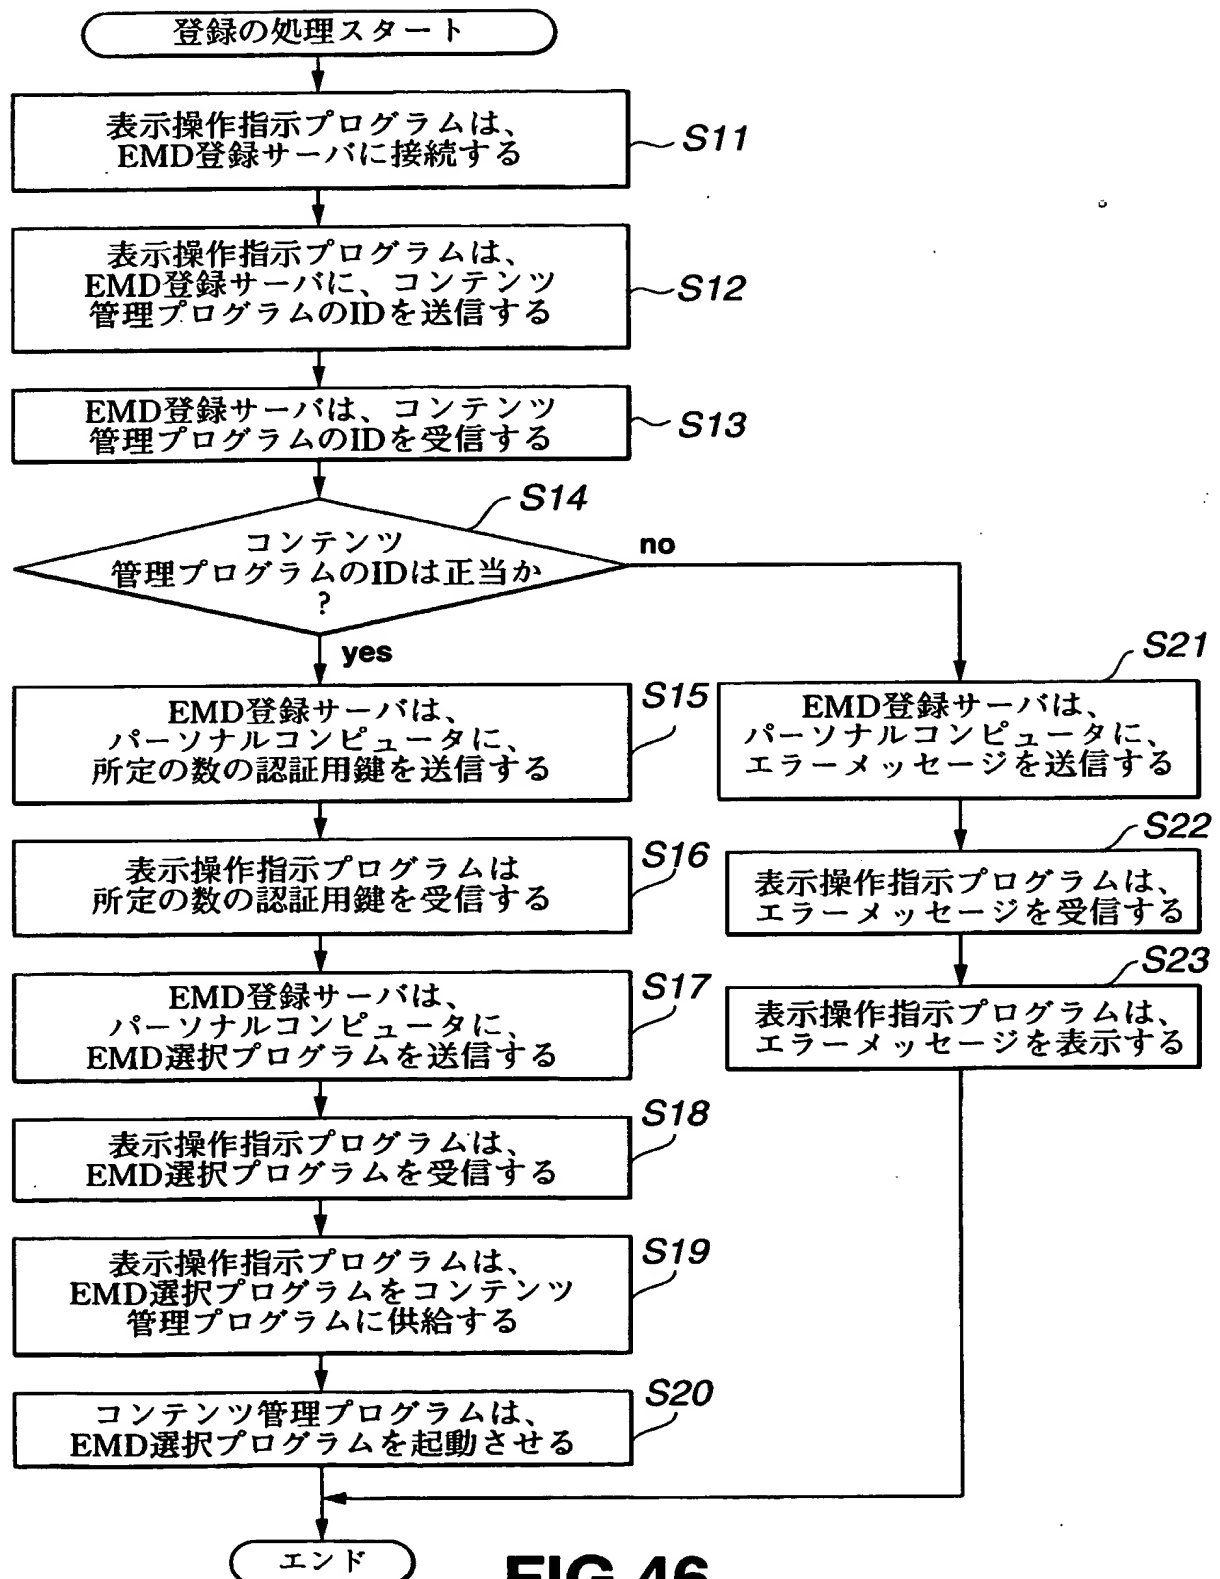 登録の処理スタート
表示操作指示プログラムは、
EMD登録サーバに接続する
S11
表示操作指示プログラムは、
EMD登録サーバに、コンテンツ
管理プログラムのIDを送信する
S12
EMD登録サーバは、コンテンツ
管理プログラムのIDを受信する
S13
S14
コンテンツ
管理プログラムのIDは正当か
?
no
yes
EMD登録サーバは、
パーソナルコンピュータに、
所定の数の認証用鍵を送信する
S15
表示操作指示プログラムは
所定の数の認証用鍵を受信する
S16
EMD登録サーバは、
パーソナルコンピュータに、
EMD選択プログラムを送信する
S17
表示操作指示プログラムは、
EMD選択プログラムを受信する
S18
表示操作指示プログラムは、
EMD選択プログラムをコンテンツ
管理プログラムに供給する
S19
コンテンツ管理プログラムは、
EMD選択プログラムを起動させる
S20
S21
EMD登録サーバは、
パーソナルコンピュータに、
エラーメッセージを送信する
S22
表示操作指示プログラムは、
エラーメッセージを受信する
S23
表示操作指示プログラムは、
エラーメッセージを表示する
エンド
FIG.46